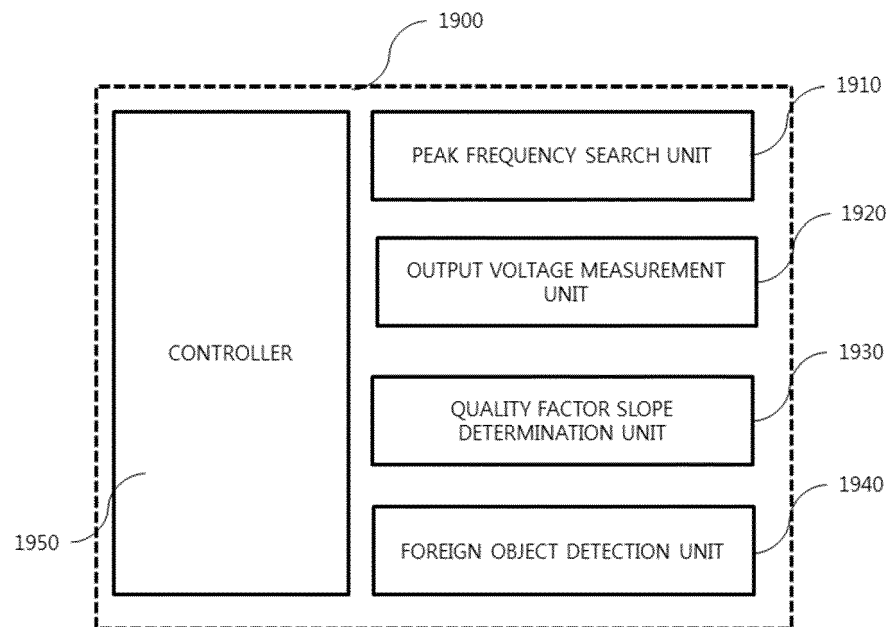 1900
1910
PEAK FREQUENCY SEARCH UNIT
1920
OUTPUT VOLTAGE MEASUREMENT
UNIT
CONTROLLER
1930
QUALITY FACTOR SLOPE
DETERMINATION UNIT
1940
1950
FOREIGN OBJECT DETECTION UNIT